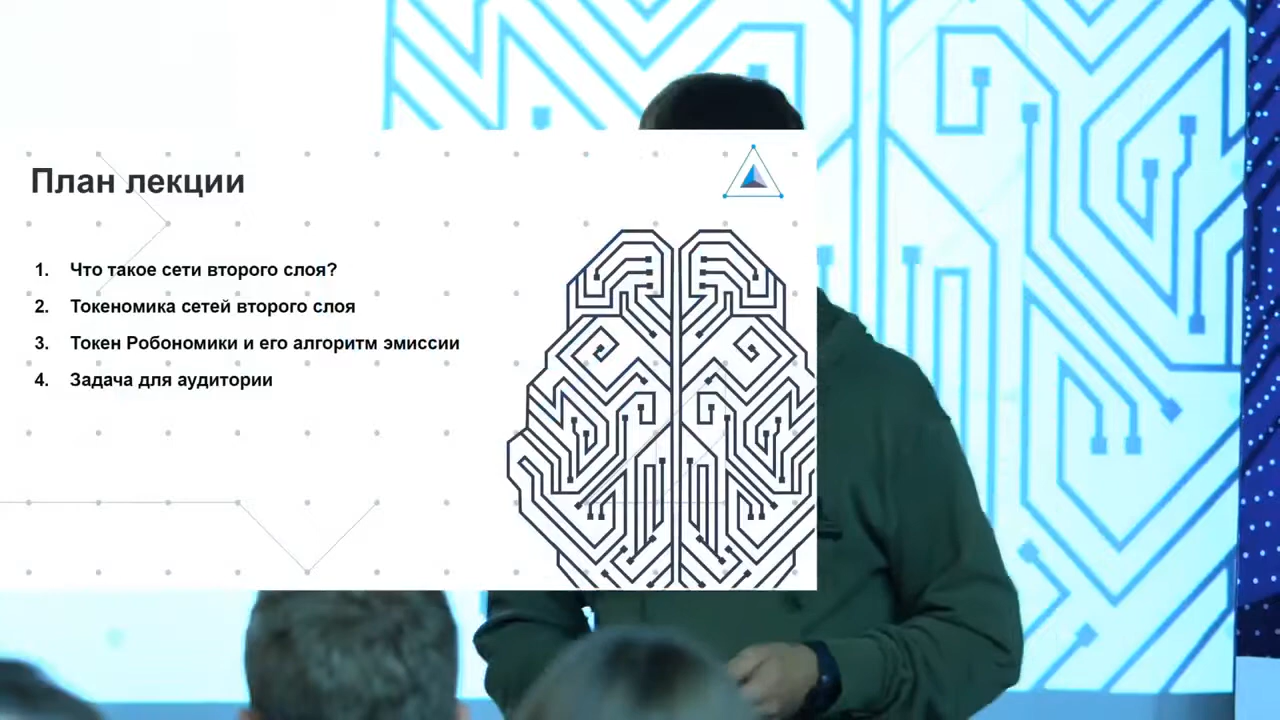 План лекции
1. Что такое сети второго слоя?
2. Токеномика сетей второго слоя
3. Токен Робономики и его алгоритм эмиссии
4. Задача для аудитории